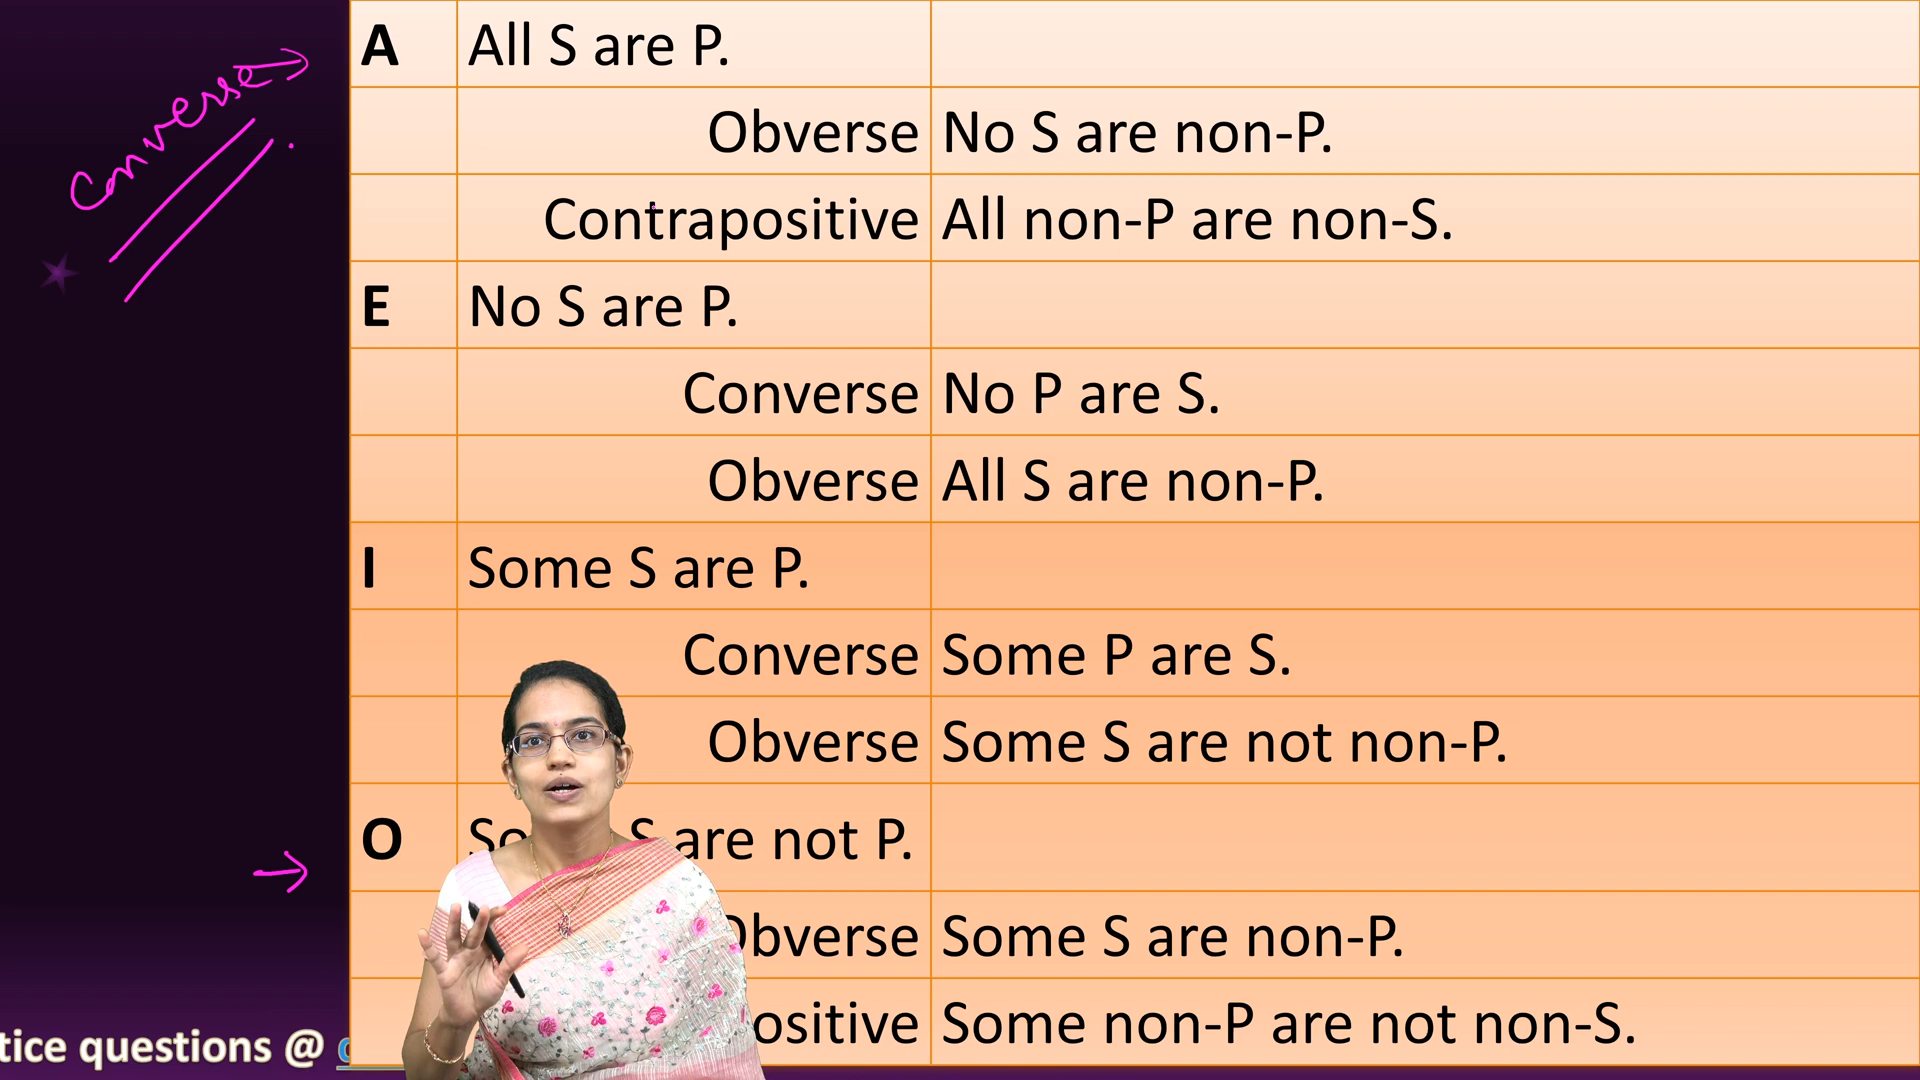 Converse
A All S are P.
Obverse No S are non-P.
Contrapositive All non-P are non-S.
E No S are P.
Converse No P are S.
Obverse All S are non-P.
I Some S are P.
Converse Some P are S.
Obverse Some S are not non-P.
O S are not P.
Obverse Some S are non-P.
ositive Some non-P are not non-S.
tice questions @